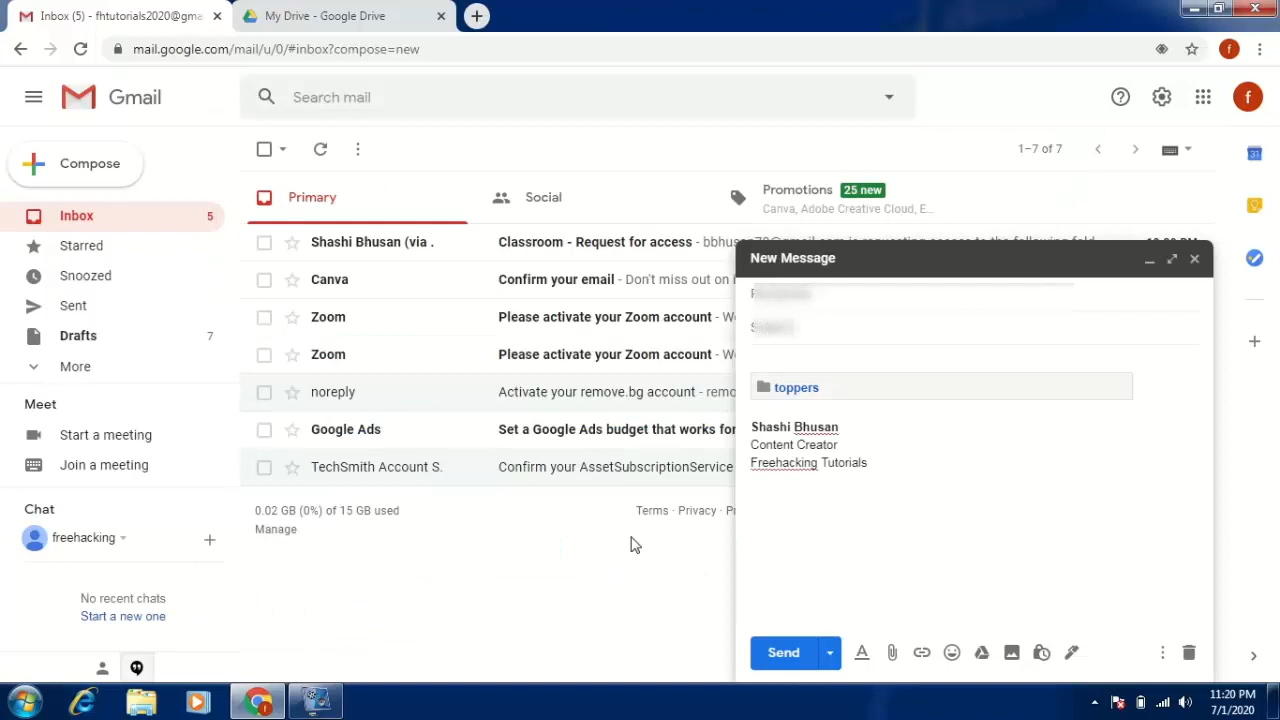 Inbox (5) - fhtutorials2020@gma
My Drive - Google Drive
mail.google.com/mail/u/0/#inbox?compose=new
f
Gmail
Search mail
f
Compose
1–7 of 7
31
Inbox 5
Starred
Snoozed
Sent
Drafts 7
More
Meet
Start a meeting
Join a meeting
Chat
freehacking
No recent chats
Start a new one
Primary
Social
Promotions 25 new
Canva, Adobe Creative Cloud, E...
Shashi Bhusan (via . Classroom - Request for access -
Canva Confirm your email - Don't miss out on
Zoom Please activate your Zoom account -
Zoom Please activate your Zoom account -
noreply Activate your remove.bg account -
Google Ads Set a Google Ads budget that works for
TechSmith Account S. Confirm your AssetSubscriptionService
0.02 GB (0%) of 15 GB used
Manage
Terms · Privacy ·
New Message
toppers
Shashi Bhusan
Content Creator
Freehacking Tutorials
Send
11:20 PM
7/1/2020